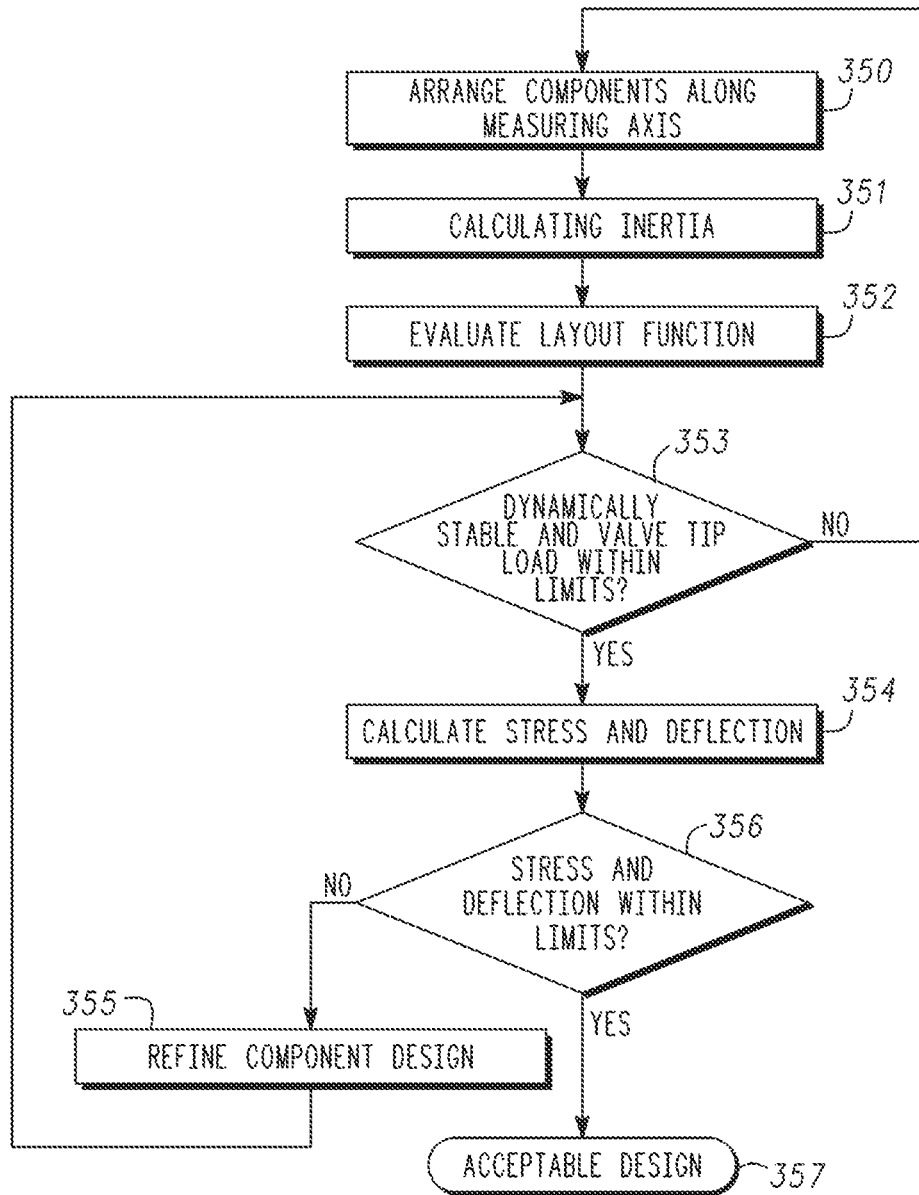 350
ARRANGE COMPONENTS ALONG
MEASURING AXIS
351
CALCULATING INERTIA
352
EVALUATE LAYOUT FUNCTION
353
DYNAMICALLY
STABLE AND VALVE TIP
LOAD WITHIN
LIMITS?
NO
YES
354
CALCULATE STRESS AND DEFLECTION
356
STRESS AND
DEFLECTION WITHIN
LIMITS?
NO
YES
355
REFINE COMPONENT DESIGN
ACCEPTABLE DESIGN
357